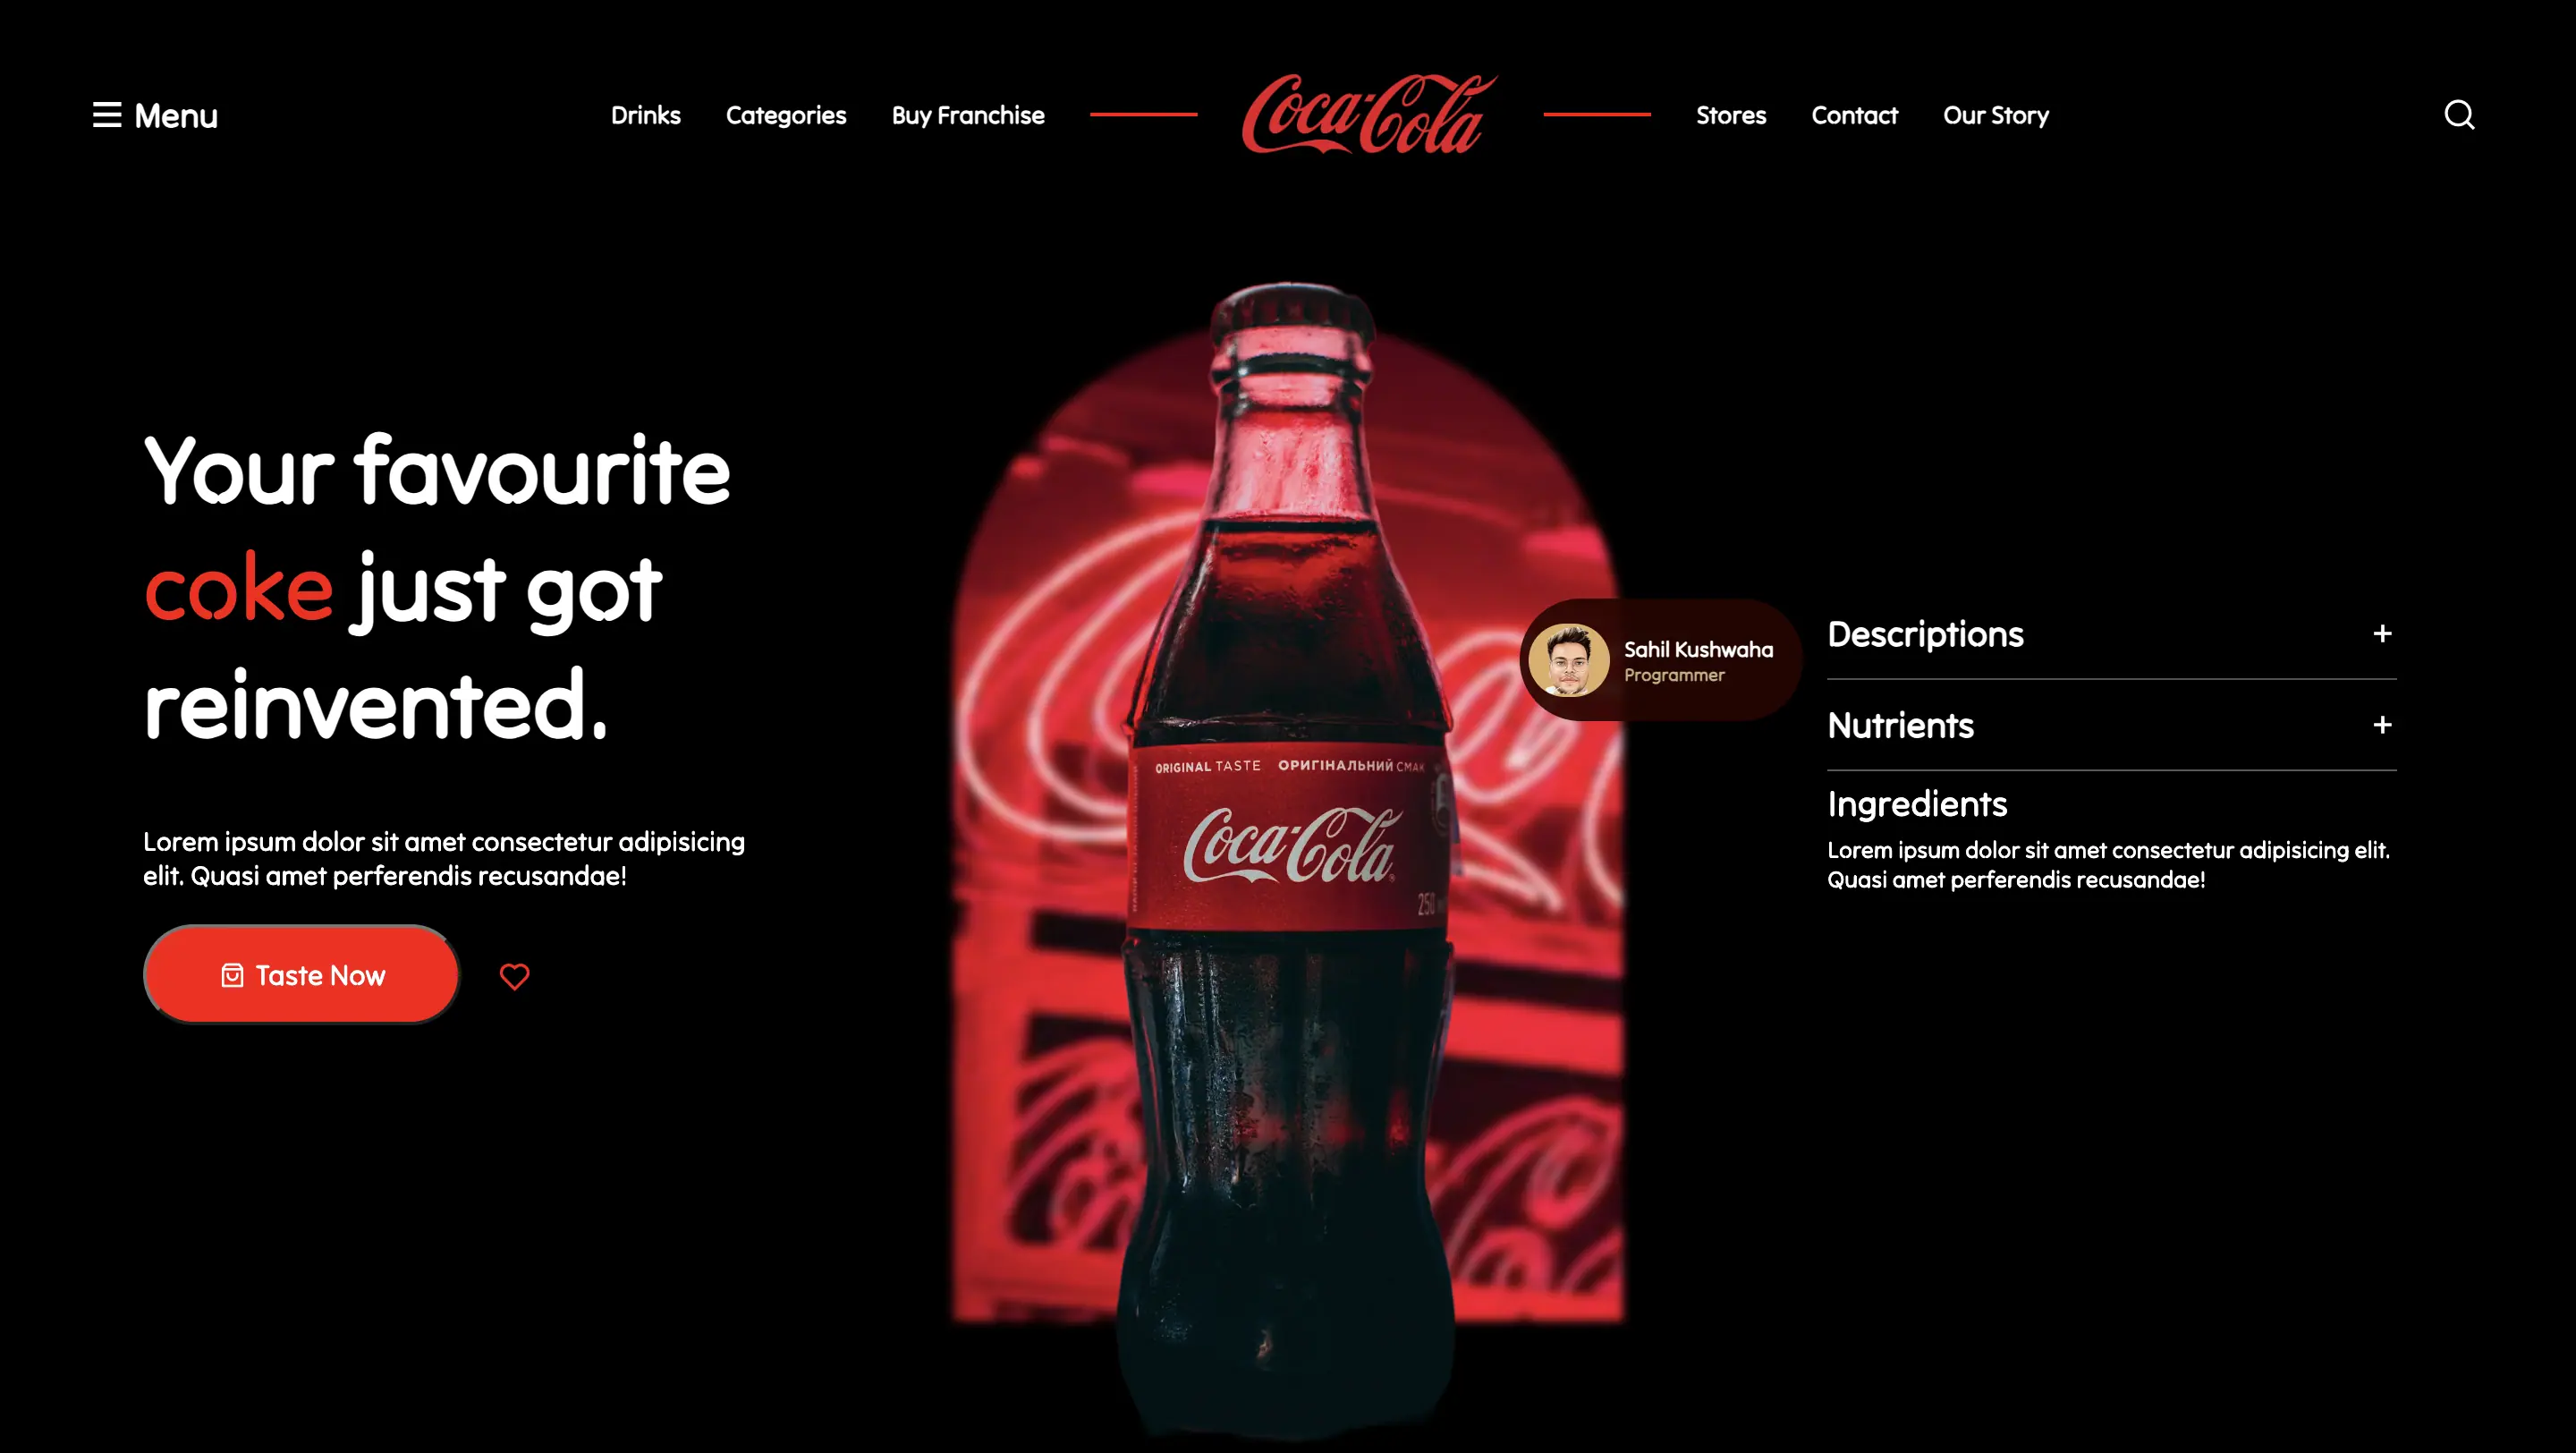 Menu
Drinks
Categories
Buy Franchise
Coca-Cola
Stores
Contact
Our Story
Your favourite
coke just got
reinvented.
Lorem ipsum dolor sit amet consectetur adipisicing
elit. Quasi amet perferendis recusandae!
Taste Now
ORIGINAL TASTE ОРИГІНАЛЬНИЙ СМАК
Coca-Cola
250
Sahil Kushwaha
Programmer
Descriptions
Nutrients
Ingredients
Lorem ipsum dolor sit amet consectetur adipisicing elit.
Quasi amet perferendis recusandae!